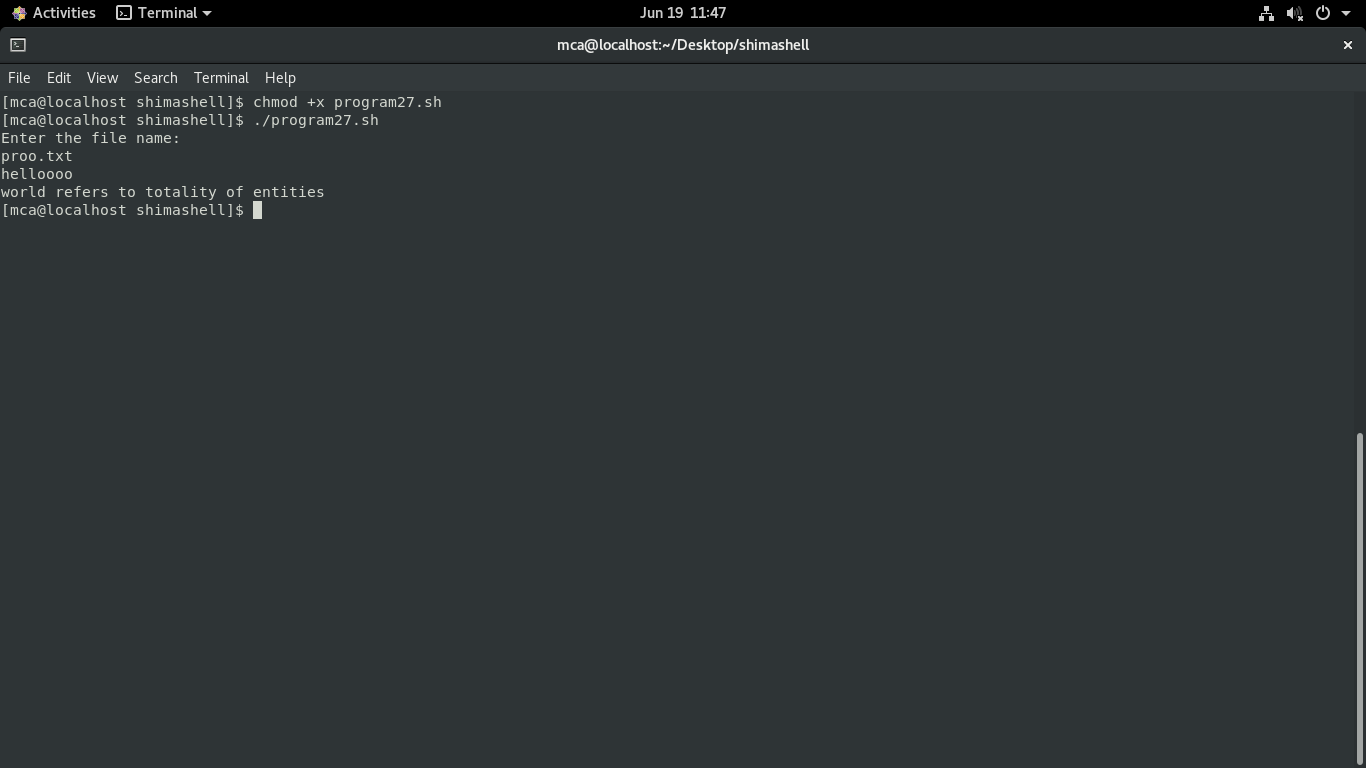 Activities Terminal Jun 19 11:47
mca@localhost:~/Desktop/shimashell ×
File Edit View Search Terminal Help
[mca@localhost shimashell]$ chmod +x program27.sh
[mca@localhost shimashell]$ ./program27.sh
Enter the file name:
proo.txt
helloooo
world refers to totality of entities
[mca@localhost shimashell]$